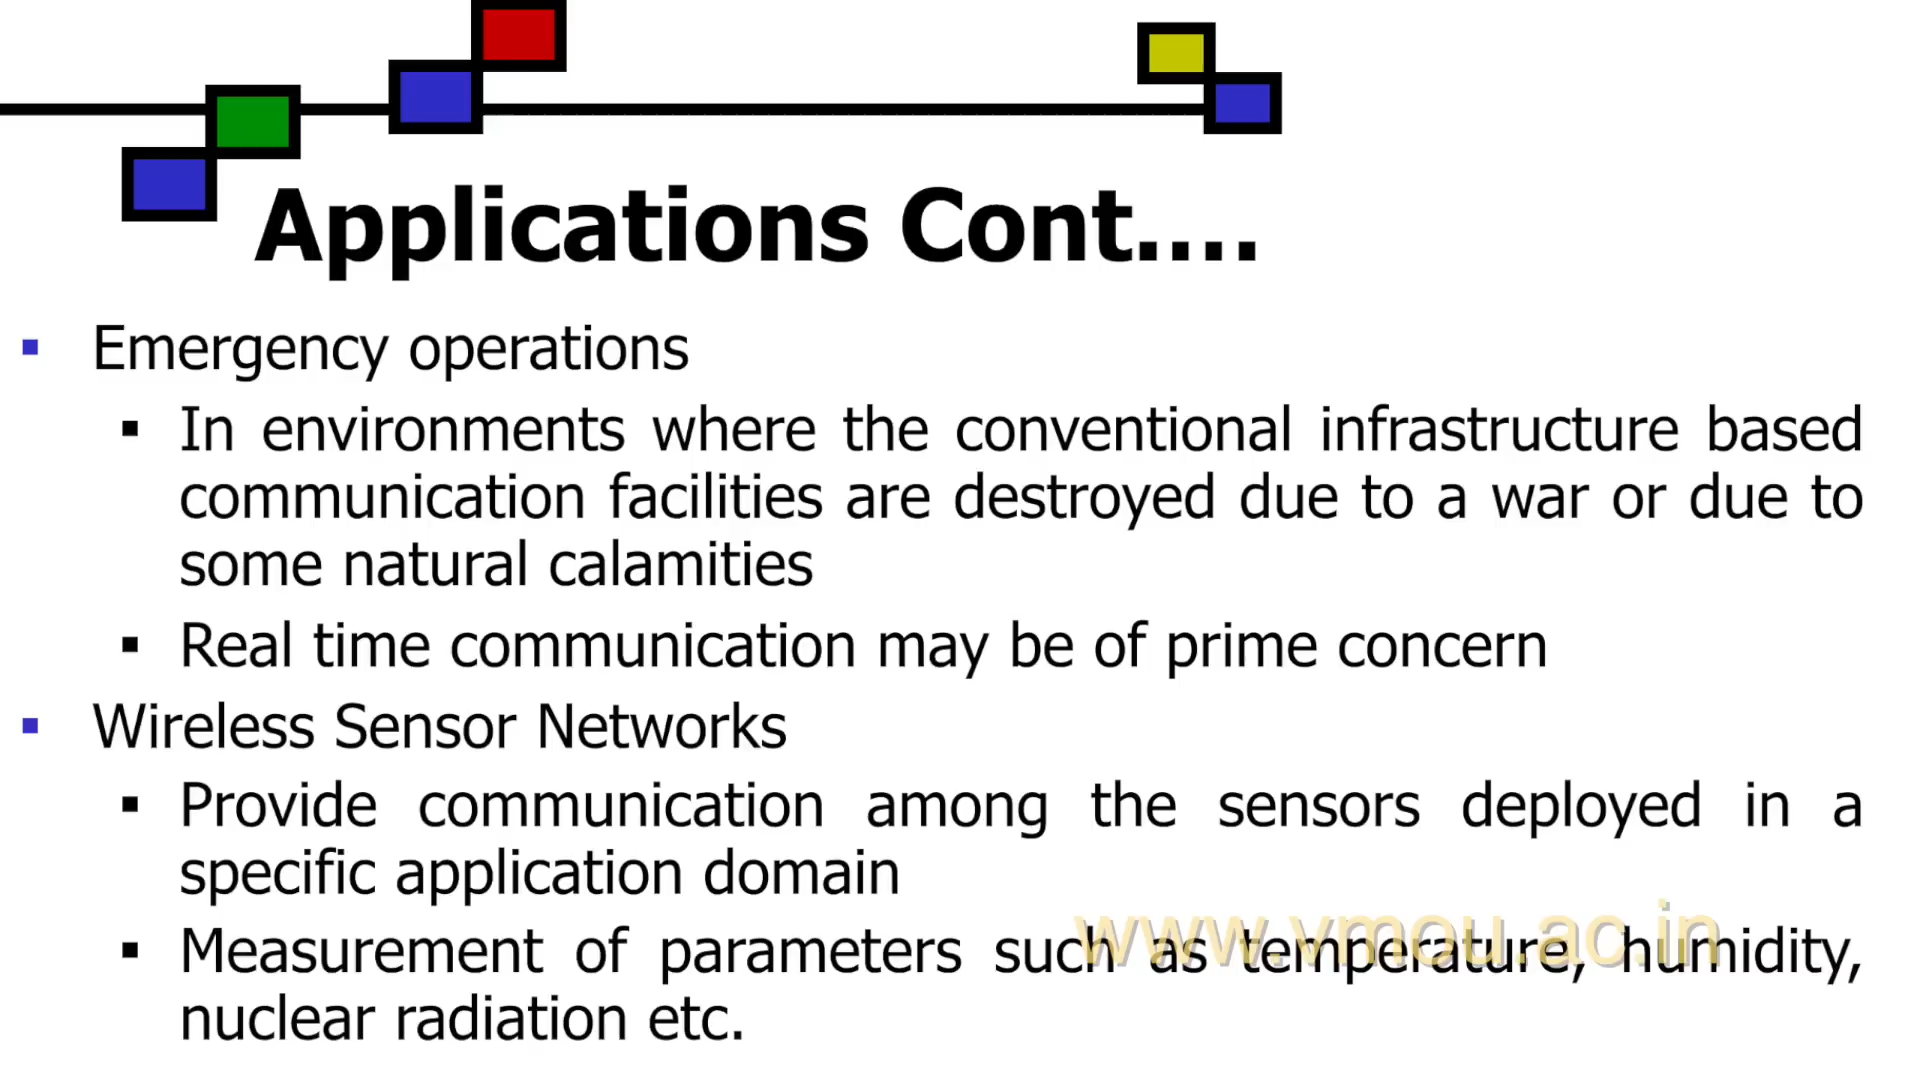 Applications Cont....
▪ Emergency operations
▪ In environments where the conventional infrastructure based
communication facilities are destroyed due to a war or due to
some natural calamities
▪ Real time communication may be of prime concern
▪ Wireless Sensor Networks
▪ Provide communication among the sensors deployed in a
specific application domain
▪ Measurement of parameters such as temperature, humidity,
nuclear radiation etc.
www.vmou.ac.in